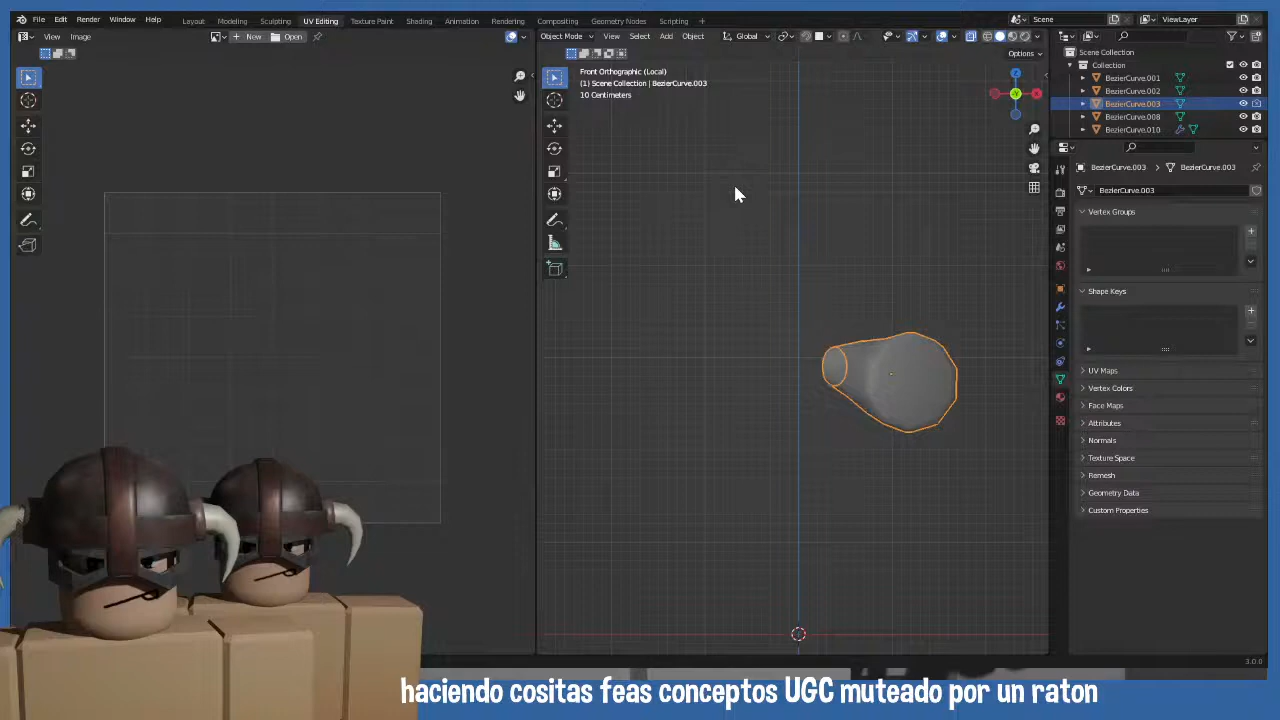 File Edit Render Window Help Layout Modeling Sculpting UV Editing Texture Paint Shading Animation Rendering Compositing Geometry Nodes Scripting + Scene ViewLayer
View Image New Open Object Mode View Select Add Object Global
Options
Front Orthographic (Local)
(1) Scene Collection | BezierCurve.003
10 Centimeters
Scene Collection
Collection
BezierCurve.001
BezierCurve.002
BezierCurve.003
BezierCurve.008
BezierCurve.010
BezierCurve.003 > BezierCurve.003
BezierCurve.003
Vertex Groups
Shape Keys
UV Maps
Vertex Colors
Face Maps
Attributes
Normals
Texture Space
Remesh
Geometry Data
Custom Properties
3.0.0
haciendo cositas feas conceptos UGC muteado por un raton